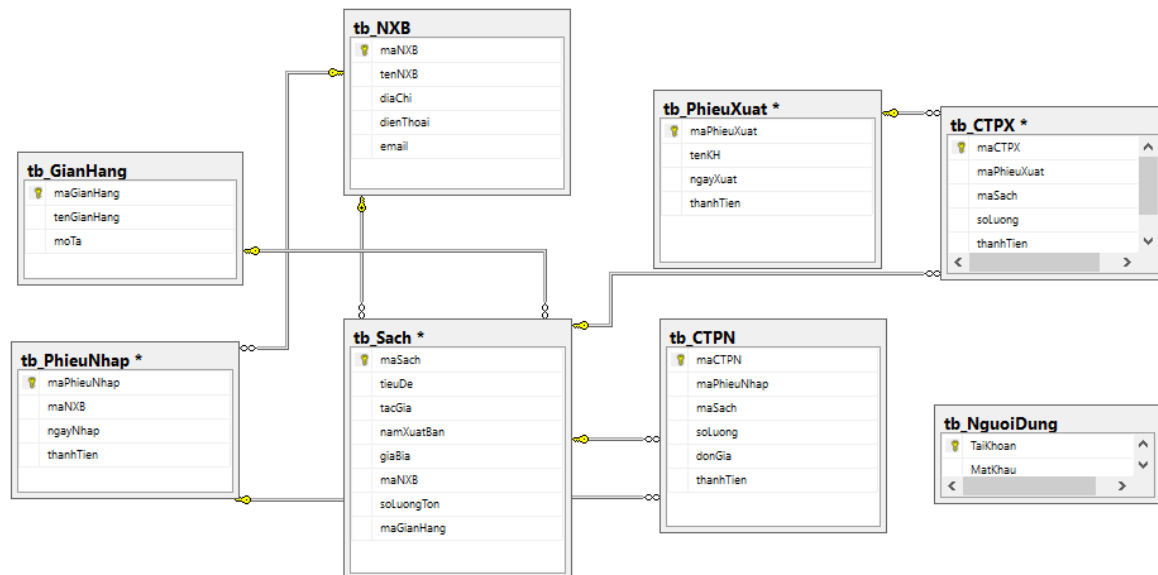 tb_NXB
maNXB
tenNXB
diaChi
dienThoai
email
tb_PhieuXuat *
maPhieuXuat
tenKH
ngayXuat
thanhTien
tb_CTPX *
maCTPX
maPhieuXuat
maSach
soLuong
thanhTien
tb_GianHang
maGianHang
tenGianHang
moTa
tb_PhieuNhap *
maPhieuNhap
maNXB
ngayNhap
thanhTien
tb_Sach *
maSach
tieuDe
tacGia
namXuatBan
giaBia
maNXB
soLuongTon
maGianHang
tb_CTPN
maCTPN
maPhieuNhap
maSach
soLuong
donGia
thanhTien
tb_NguoiDung
TaiKhoan
MatKhau